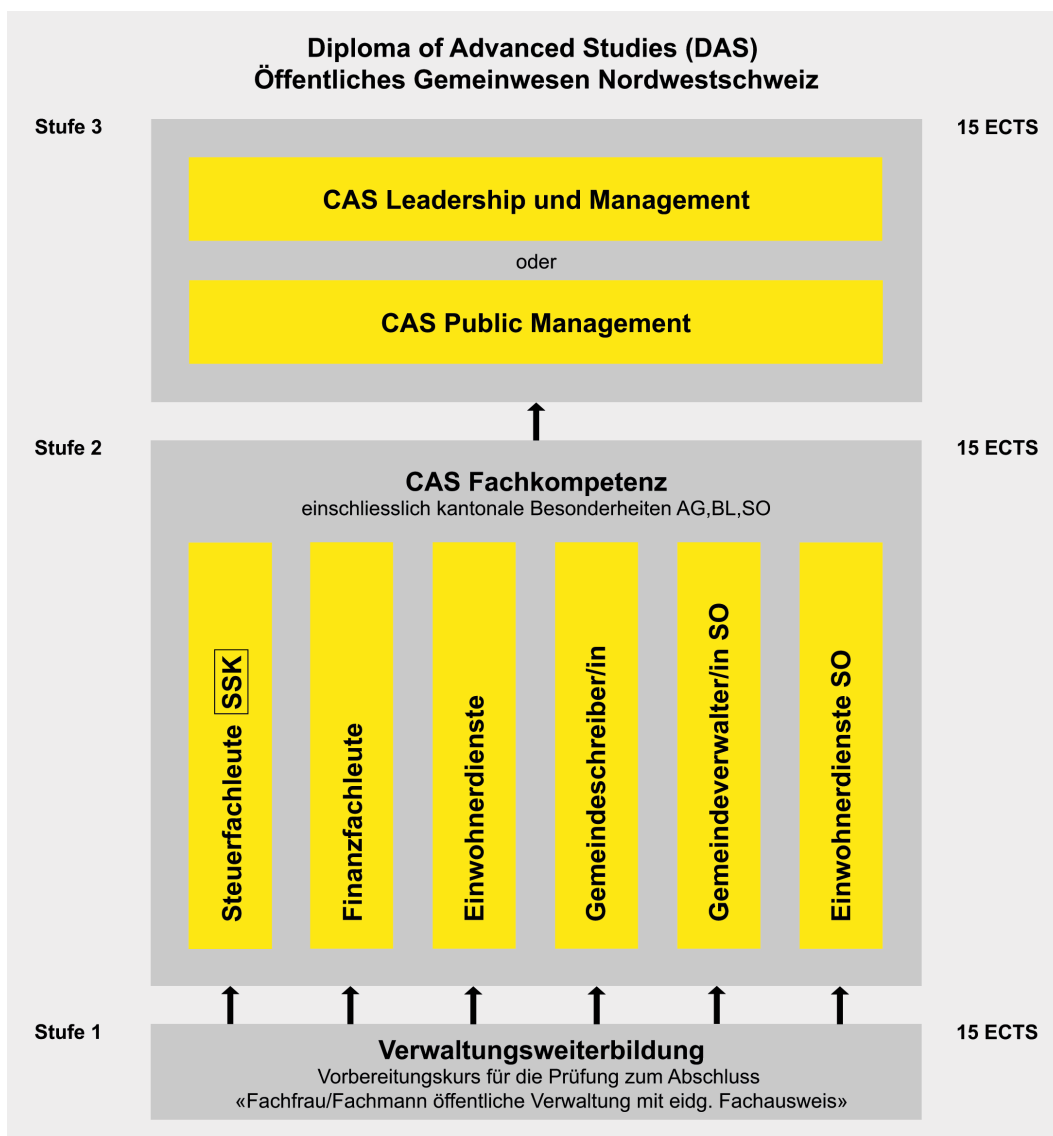 Diploma of Advanced Studies (DAS)
Öffentliches Gemeinwesen Nordwestschweiz
Stufe 3
15 ECTS
CAS Leadership und Management
oder
CAS Public Management
Stufe 2
15 ECTS
CAS Fachkompetenz
einschliesslich kantonale Besonderheiten AG,BL,SO
Steuerfachleute SSK
Finanzfachleute
Einwohnerdienste
Gemeindeschreiber/in
Gemeindeverwalter/in SO
Einwohnerdienste SO
Stufe 1
15 ECTS
Verwaltungsweiterbildung
Vorbereitungskurs für die Prüfung zum Abschluss
«Fachfrau/Fachmann öffentliche Verwaltung mit eidg. Fachausweis»